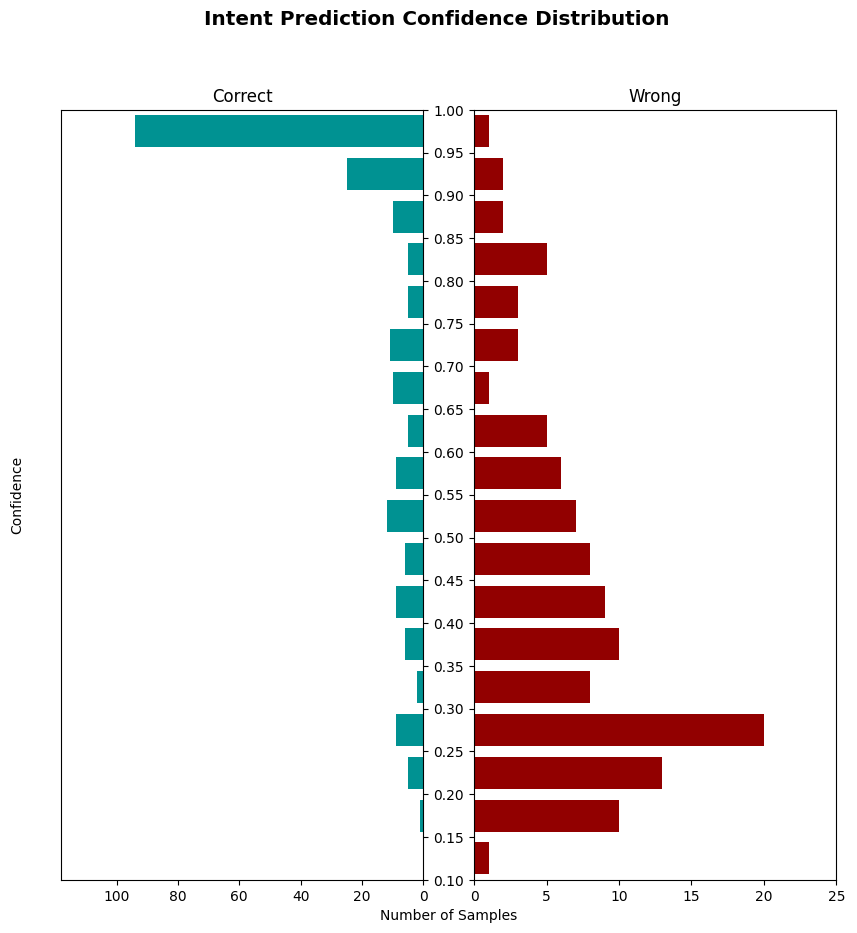 Intent Prediction Confidence Distribution
Correct
Wrong
Confidence
1.00
0.95
0.90
0.85
0.80
0.75
0.70
0.65
0.60
0.55
0.50
0.45
0.40
0.35
0.30
0.25
0.20
0.15
0.10
100 80 60 40 20 0
0 5 10 15 20 25
Number of Samples